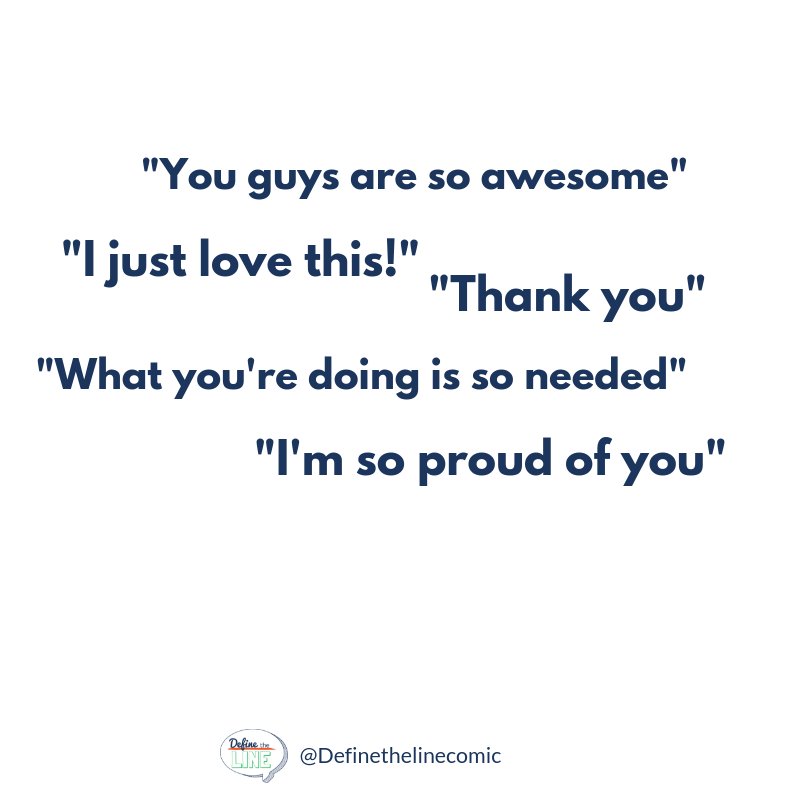 "You guys are so awesome"
"I just love this!"
"Thank you"
"What you're doing is so needed"
"I'm so proud of you"
Define the
LINE
@Definethelinecomic